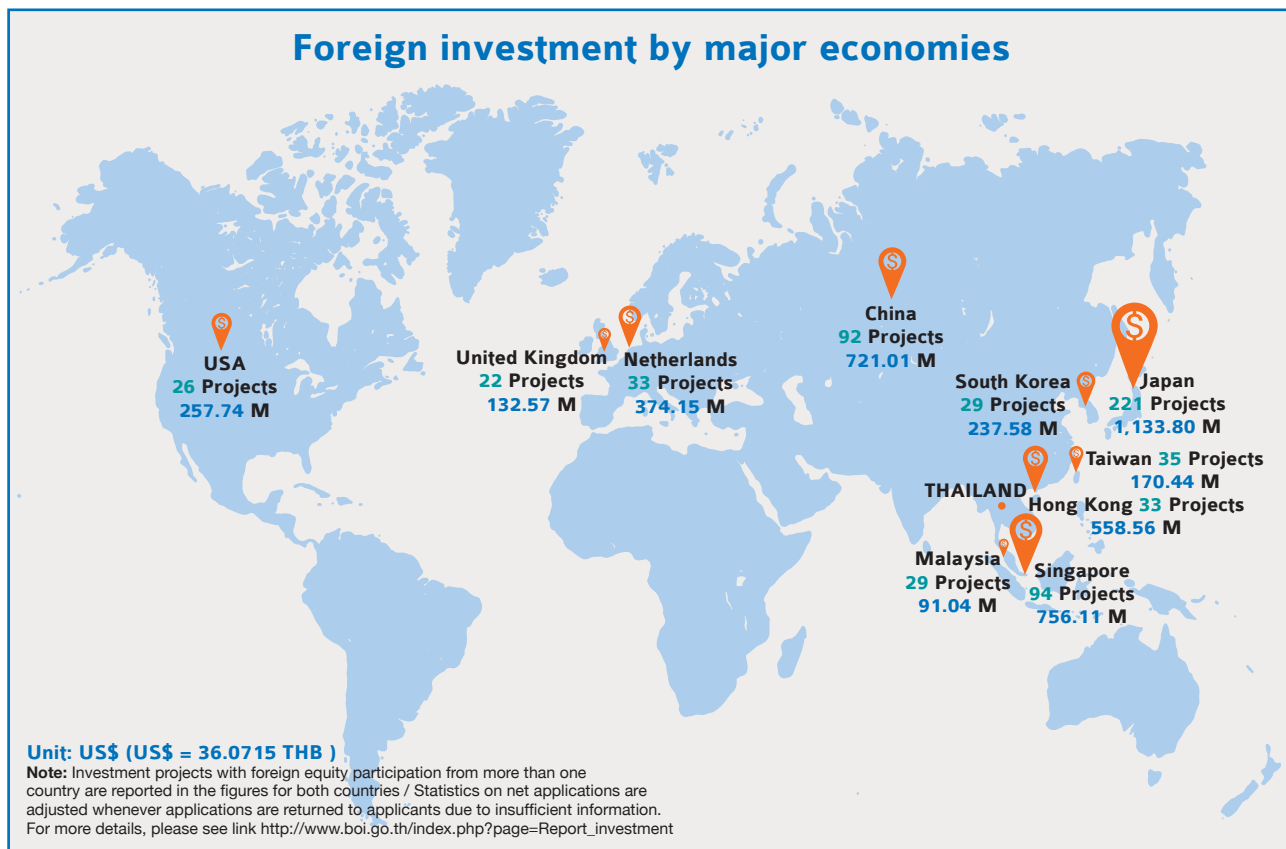 Foreign investment by major economies
USA
26 Projects
257.74 M
United Kingdom
22 Projects
132.57 M
Netherlands
33 Projects
374.15 M
China
92 Projects
721.01 M
South Korea
29 Projects
237.58 M
Japan
221 Projects
1,133.80 M
Taiwan 35 Projects
170.44 M
THAILAND
Hong Kong 33 Projects
558.56 M
Malaysia
29 Projects
91.04 M
Singapore
94 Projects
756.11 M
Unit: US$ (US$ = 36.0715 THB )
Note: Investment projects with foreign equity participation from more than one
country are reported in the figures for both countries / Statistics on net applications are
adjusted whenever applications are returned to applicants due to insufficient information.
For more details, please see link http://www.boi.go.th/index.php?page=Report_investment